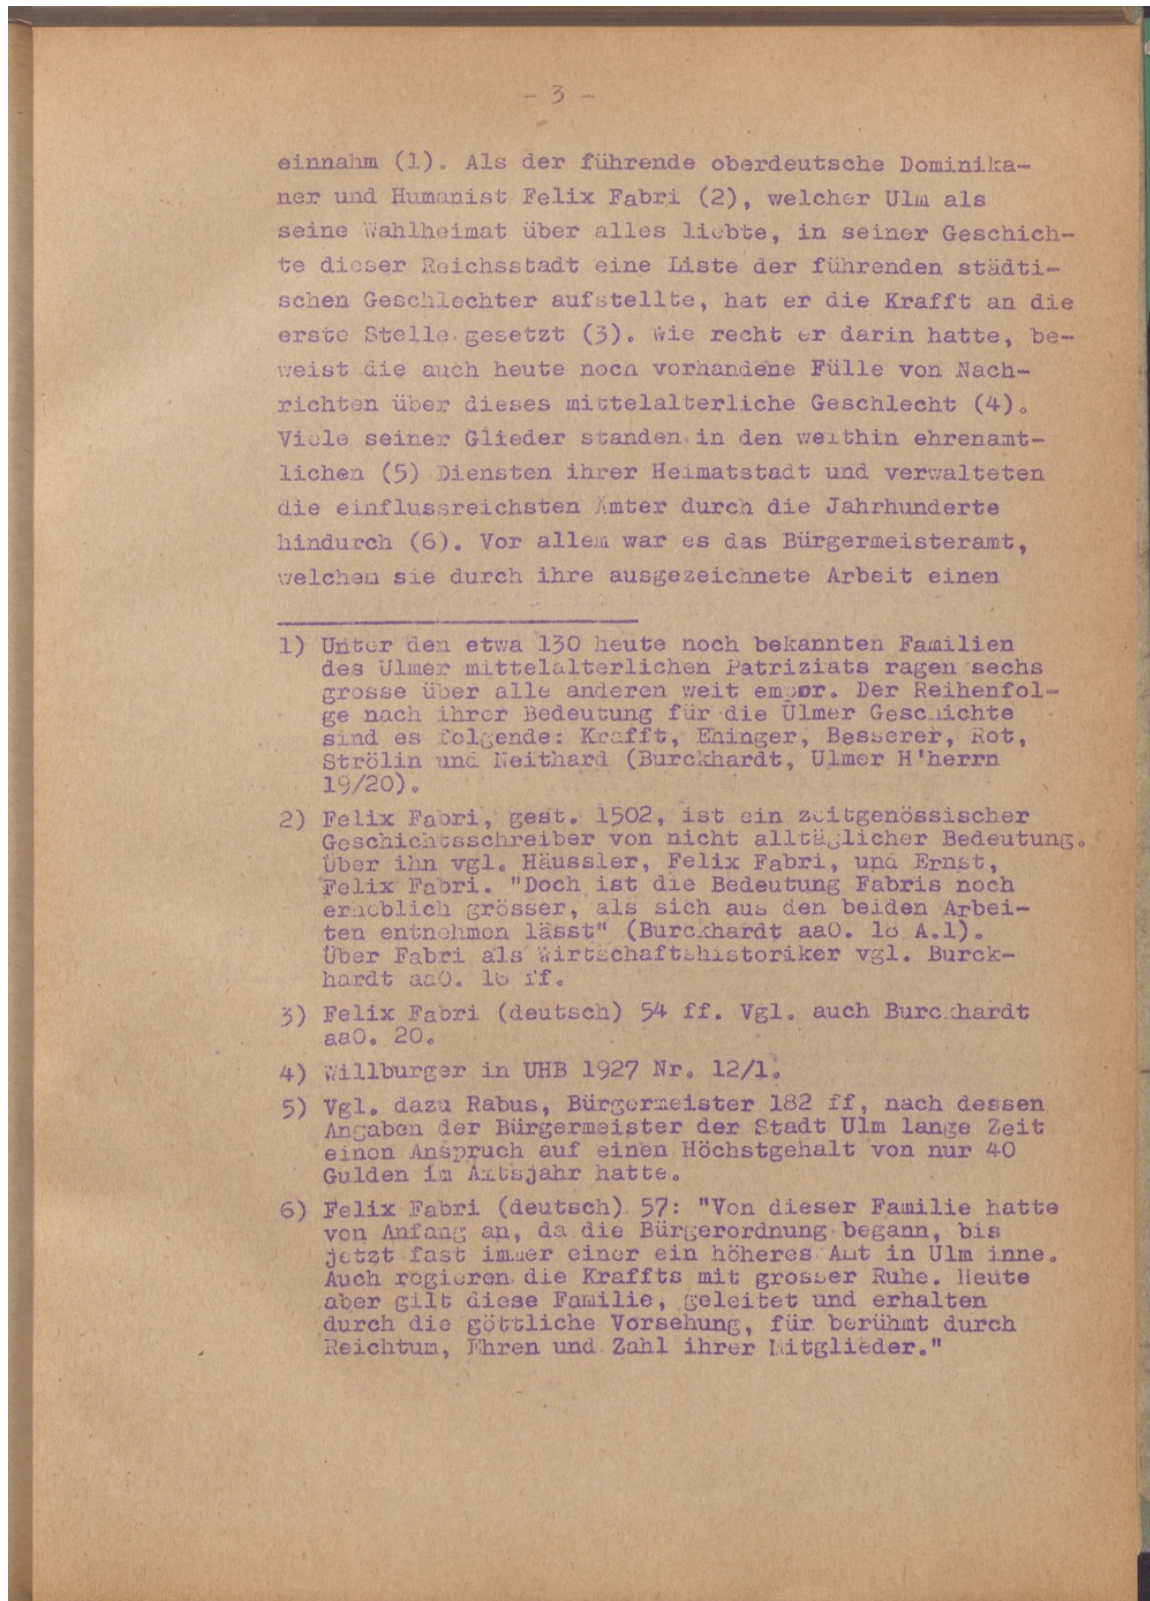 - 3 -
einnahm (1). Als der führende oberdeutsche Dominika-
ner und Humanist Felix Fabri (2), welcher Ulm als
seine Wahlheimat über alles liebte, in seiner Geschich-
te dieser Reichsstadt eine Liste der führenden städti-
schen Geschlechter aufstellte, hat er die Krafft an die
erste Stelle gesetzt (3). Wie recht er darin hatte, be-
weist die auch heute noch vorhandene Fülle von Nach-
richten über dieses mittelalterliche Geschlecht (4).
Viele seiner Glieder standen in den weithin ehrenamt-
lichen (5) Diensten ihrer Heimatstadt und verwalteten
die einflussreichsten Ämter durch die Jahrhunderte
hindurch (6). Vor allem war es das Bürgermeisteramt,
welchem sie durch ihre ausgezeichnete Arbeit einen
1) Unter den etwa 130 heute noch bekannten Familien
des Ulmer mittelalterlichen Patriziats ragen sechs
grosse über alle anderen weit empor. Der Reihenfol-
ge nach ihrer Bedeutung für die Ulmer Geschichte
sind es folgende: Krafft, Ehinger, Besserer, Rot,
Strölin und Neithard (Burckhardt, Ulmer H'herrn
19/20).
2) Felix Fabri, gest. 1502, ist ein zeitgenössischer
Geschichtsschreiber von nicht alltäglicher Bedeutung.
Über ihn vgl. Häussler, Felix Fabri, und Ernst,
Felix Fabri. "Doch ist die Bedeutung Fabris noch
erheblich grösser, als sich aus den beiden Arbei-
ten entnehmen lässt" (Burckhardt aaO. 18 A.1).
Über Fabri als Wirtschaftshistoriker vgl. Burck-
hardt aaO. 18 ff.
3) Felix Fabri (deutsch) 54 ff. Vgl. auch Burckhardt
aaO. 20.
4) Willburger in UHB 1927 Nr. 12/1.
5) Vgl. dazu Rabus, Bürgermeister 182 ff, nach dessen
Angaben der Bürgermeister der Stadt Ulm lange Zeit
einen Anspruch auf einen Höchstgehalt von nur 40
Gulden im Amtsjahr hatte.
6) Felix Fabri (deutsch) 57: "Von dieser Familie hatte
von Anfang an, da die Bürgerordnung begann, bis
jetzt fast immer einer ein höheres Amt in Ulm inne.
Auch regieren die Kraffts mit grosser Ruhe. Heute
aber gilt diese Familie, geleitet und erhalten
durch die göttliche Vorsehung, für berühmt durch
Reichtum, Ehren und Zahl ihrer Mitglieder."